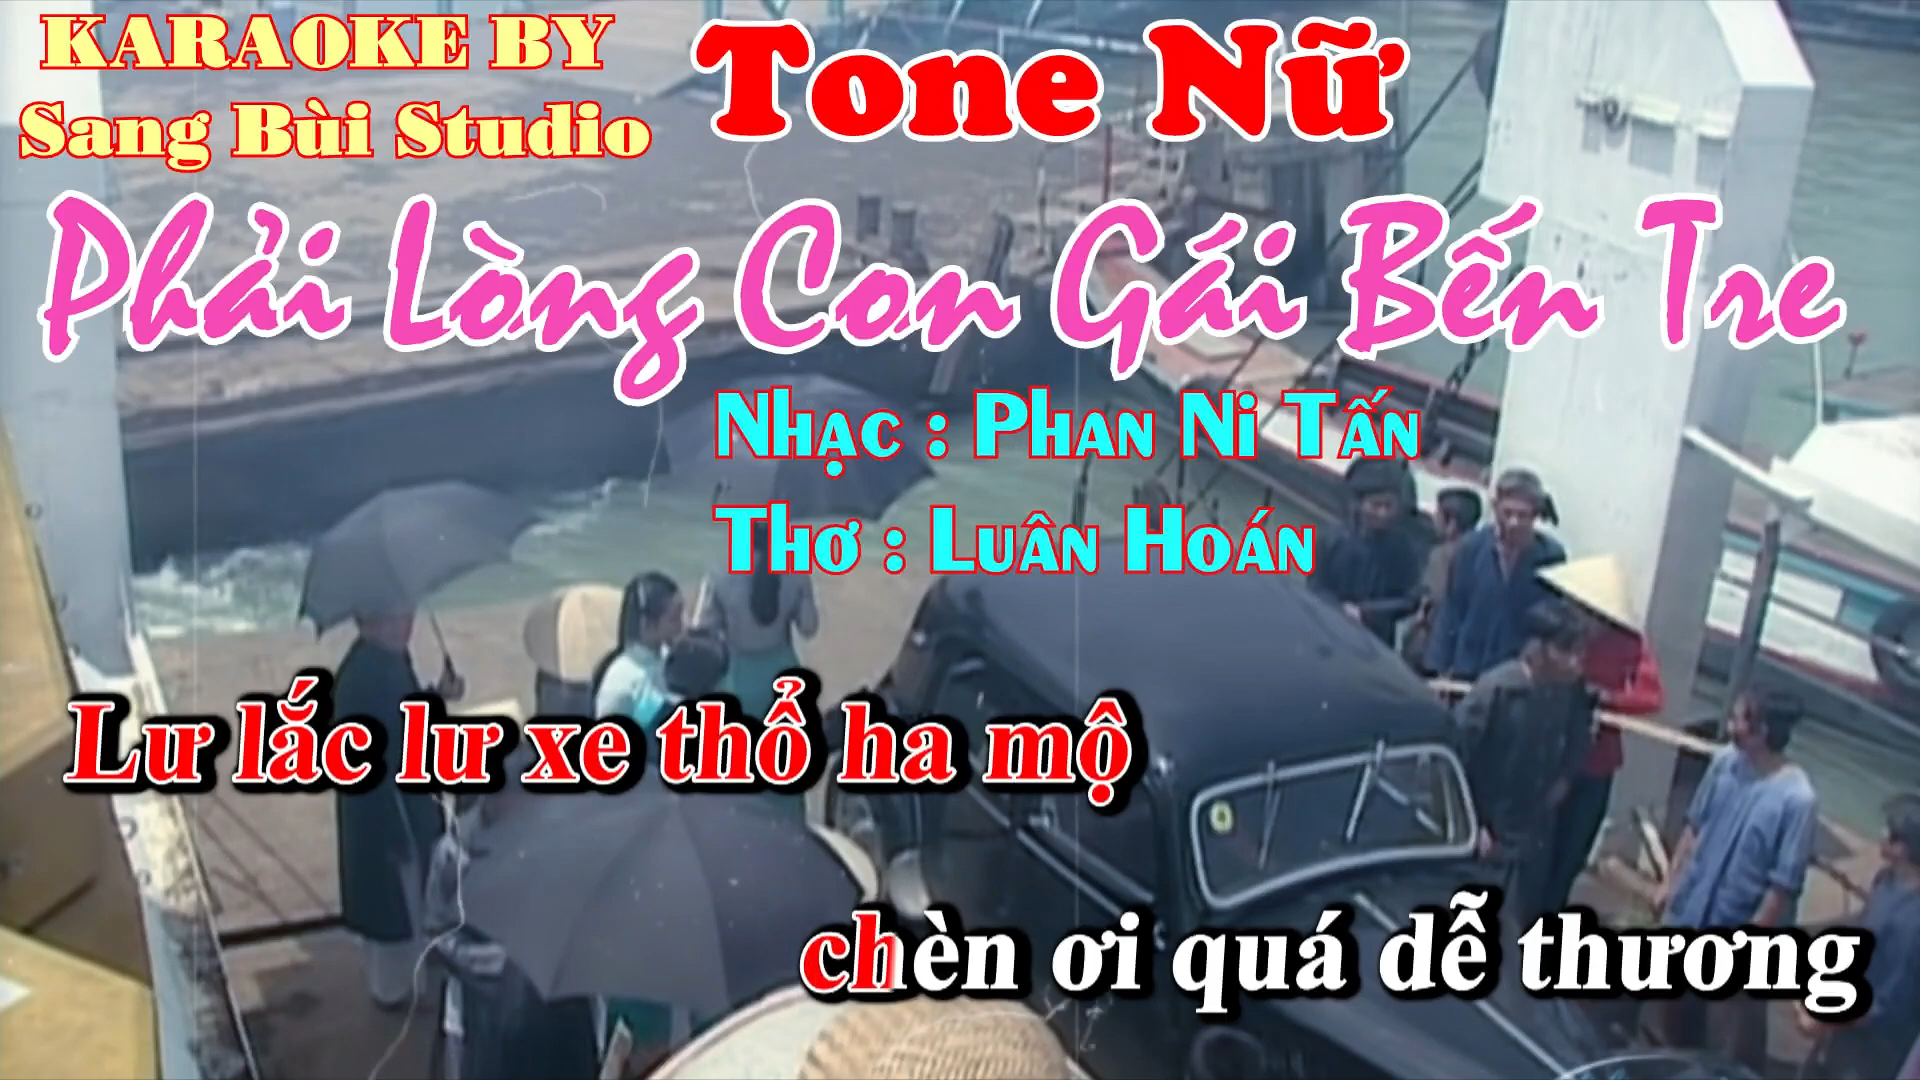 KARAOKE BY
Sang Bùi Studio
Tone Nữ
Phải Lòng Con Gái Bến Tre
Nhạc : Phan Ni Tấn
Thơ : Luân Hoán
Lư lắc lư xe thổ ha mộ
chèn ơi quá dễ thương